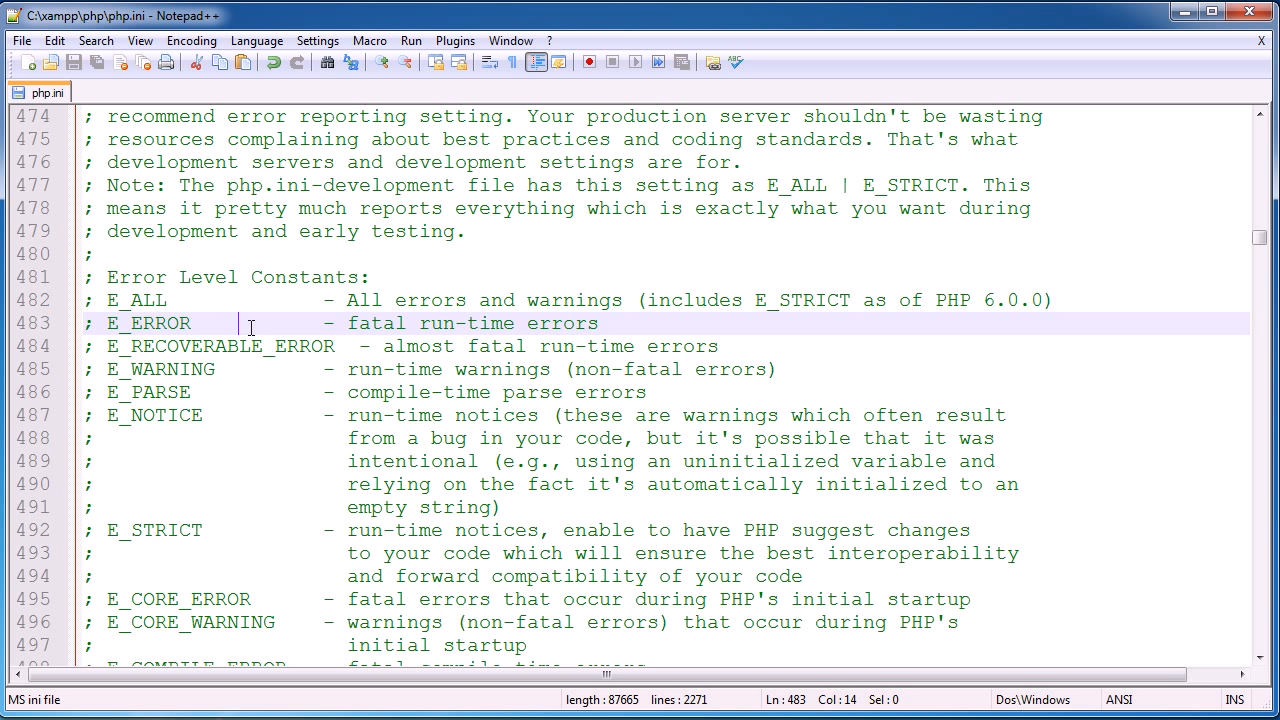 C:\xampp\php\php.ini - Notepad++
File Edit Search View Encoding Language Settings Macro Run Plugins Window ? X
php.ini
474 ; recommend error reporting setting. Your production server shouldn't be wasting
475 ; resources complaining about best practices and coding standards. That's what
476 ; development servers and development settings are for.
477 ; Note: The php.ini-development file has this setting as E_ALL | E_STRICT. This
478 ; means it pretty much reports everything which is exactly what you want during
479 ; development and early testing.
480 ;
481 ; Error Level Constants:
482 ; E_ALL - All errors and warnings (includes E_STRICT as of PHP 6.0.0)
483 ; E_ERROR - fatal run-time errors
484 ; E_RECOVERABLE_ERROR - almost fatal run-time errors
485 ; E_WARNING - run-time warnings (non-fatal errors)
486 ; E_PARSE - compile-time parse errors
487 ; E_NOTICE - run-time notices (these are warnings which often result
488 ; from a bug in your code, but it's possible that it was
489 ; intentional (e.g., using an uninitialized variable and
490 ; relying on the fact it's automatically initialized to an
491 ; empty string)
492 ; E_STRICT - run-time notices, enable to have PHP suggest changes
493 ; to your code which will ensure the best interoperability
494 ; and forward compatibility of your code
495 ; E_CORE_ERROR - fatal errors that occur during PHP's initial startup
496 ; E_CORE_WARNING - warnings (non-fatal errors) that occur during PHP's
497 ; initial startup
498 ; E_COMPILE_ERROR - fatal compile-time errors
MS ini file length : 87665 lines : 2271 Ln : 483 Col : 14 Sel : 0 Dos\Windows ANSI INS